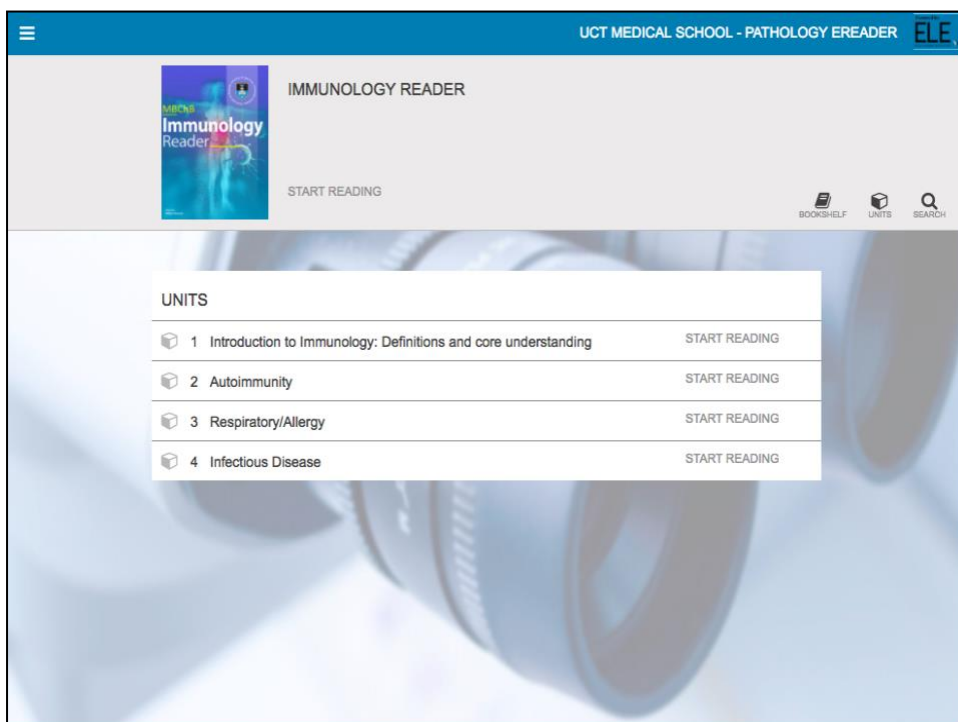 UCT MEDICAL SCHOOL - PATHOLOGY EREADER
ELE
MBChB
Immunology
Reader
IMMUNOLOGY READER
START READING
BOOKSHELF
UNITS
SEARCH
UNITS
1 Introduction to Immunology: Definitions and core understanding START READING
2 Autoimmunity START READING
3 Respiratory/Allergy START READING
4 Infectious Disease START READING